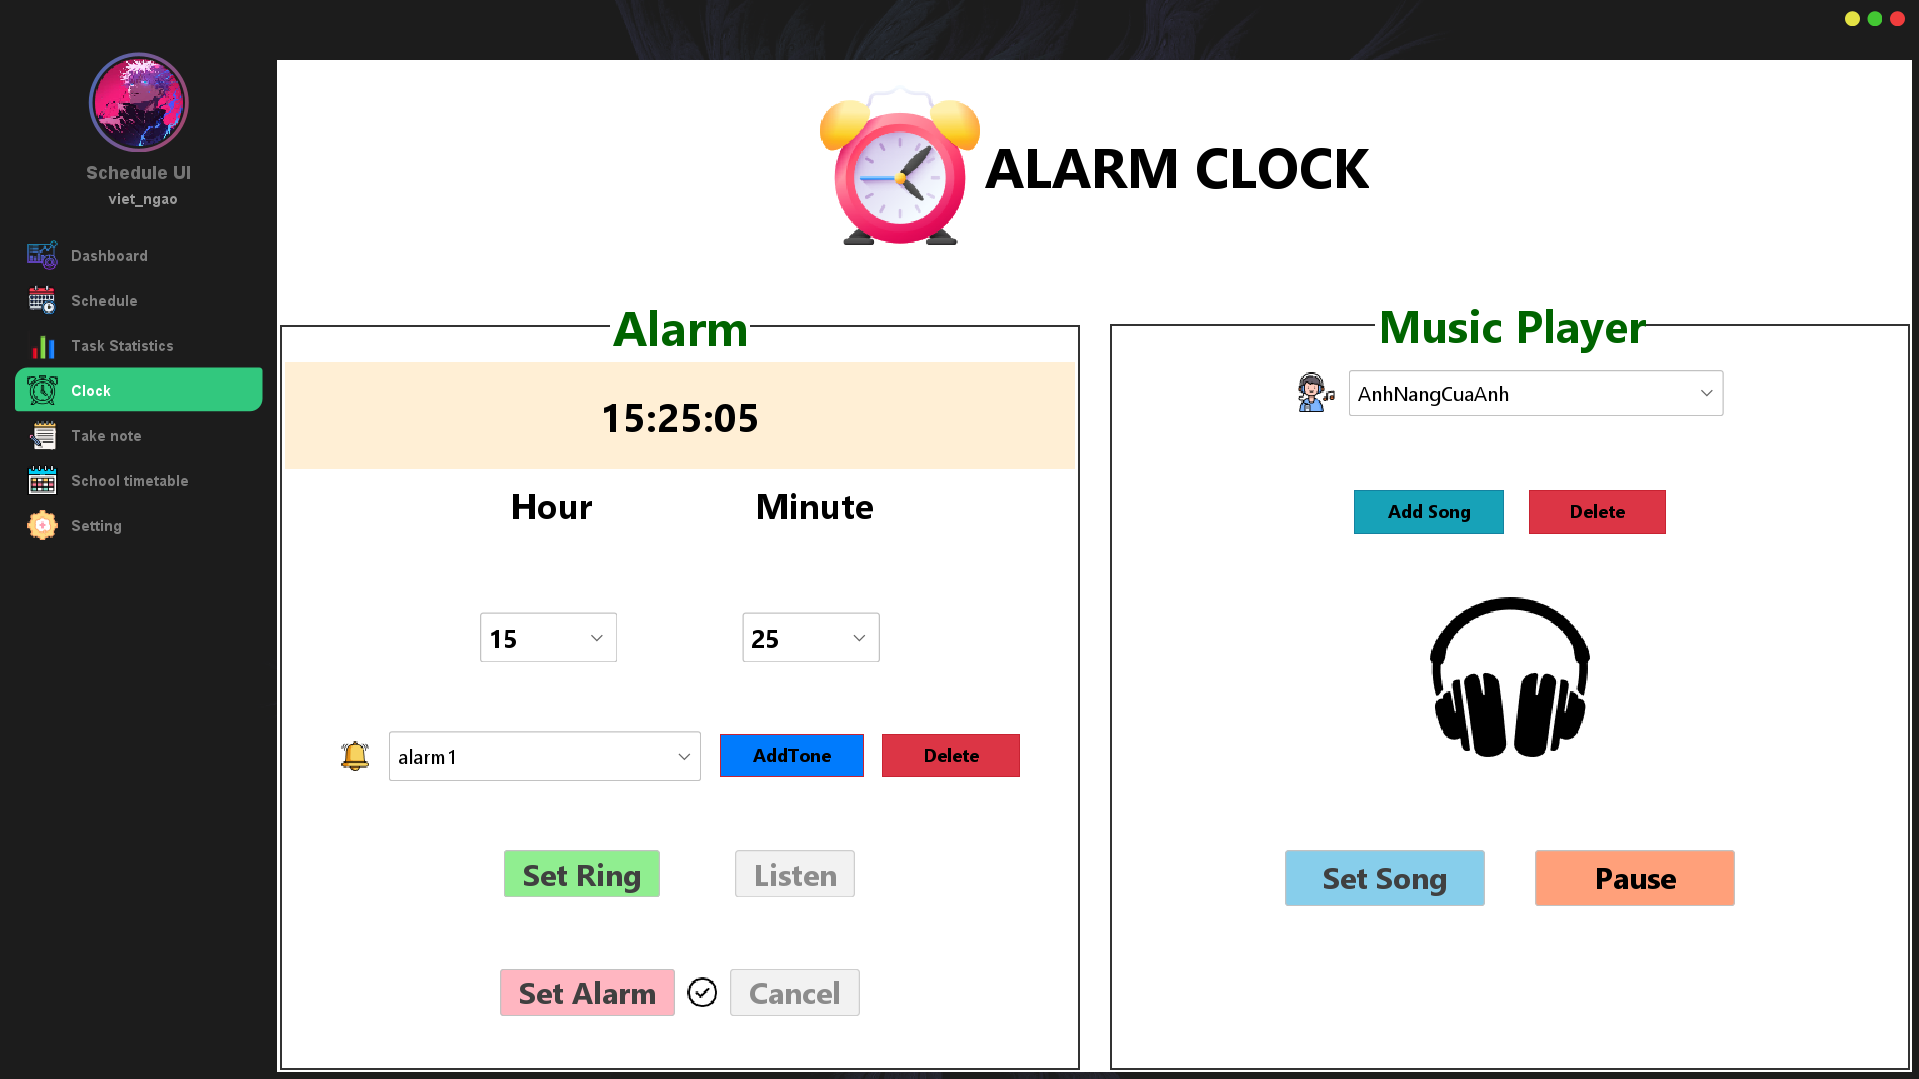 Schedule UI
viet_ngao
Dashboard
Schedule
Task Statistics
Clock
Take note
School timetable
Setting
ALARM CLOCK
Alarm
15:25:05
Hour Minute
15 25
alarm1 AddTone Delete
Set Ring Listen
Set Alarm Cancel
Music Player
AnhNangCuaAnh
Add Song Delete
Set Song Pause